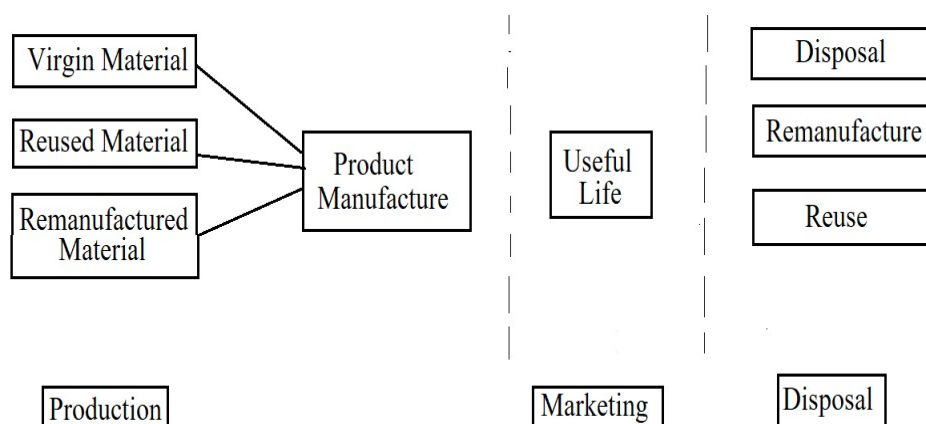 Virgin Material
Reused Material
Remanufactured
Material
Product
Manufacture
Useful
Life
Disposal
Remanufacture
Reuse
Production
Marketing
Disposal